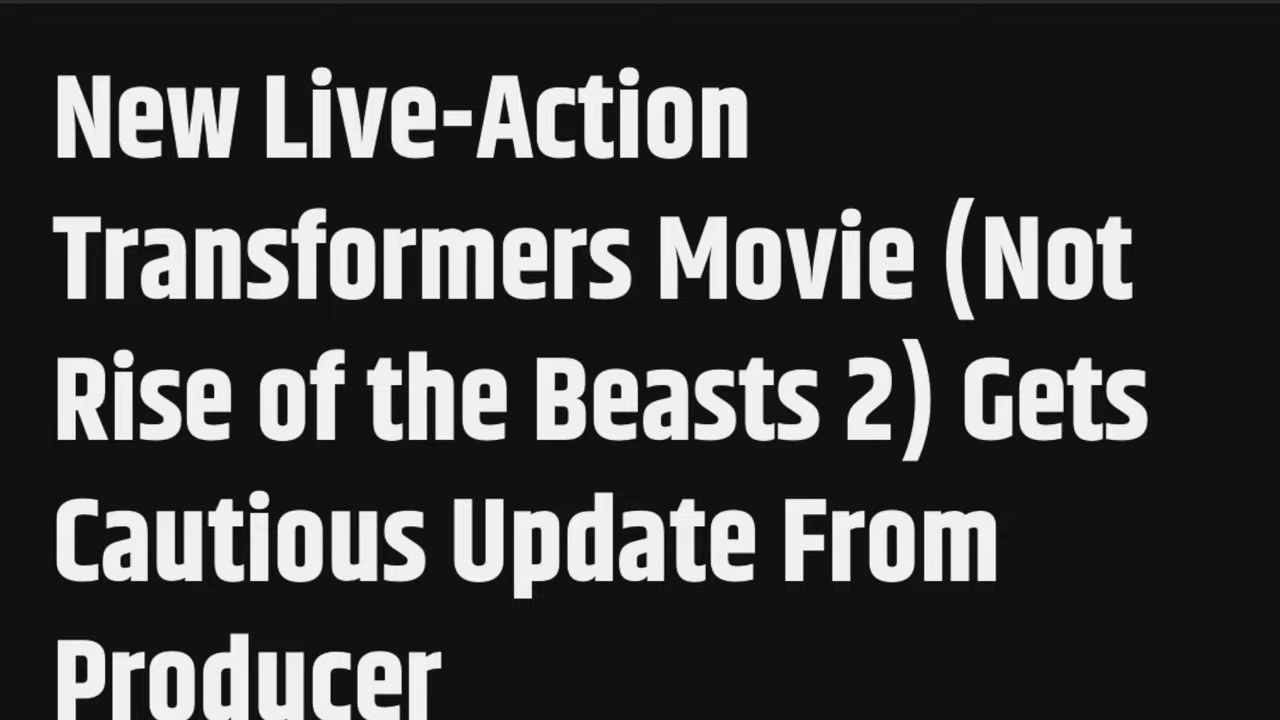 New Live-Action
Transformers Movie (Not
Rise of the Beasts 2) Gets
Cautious Update From
Producer